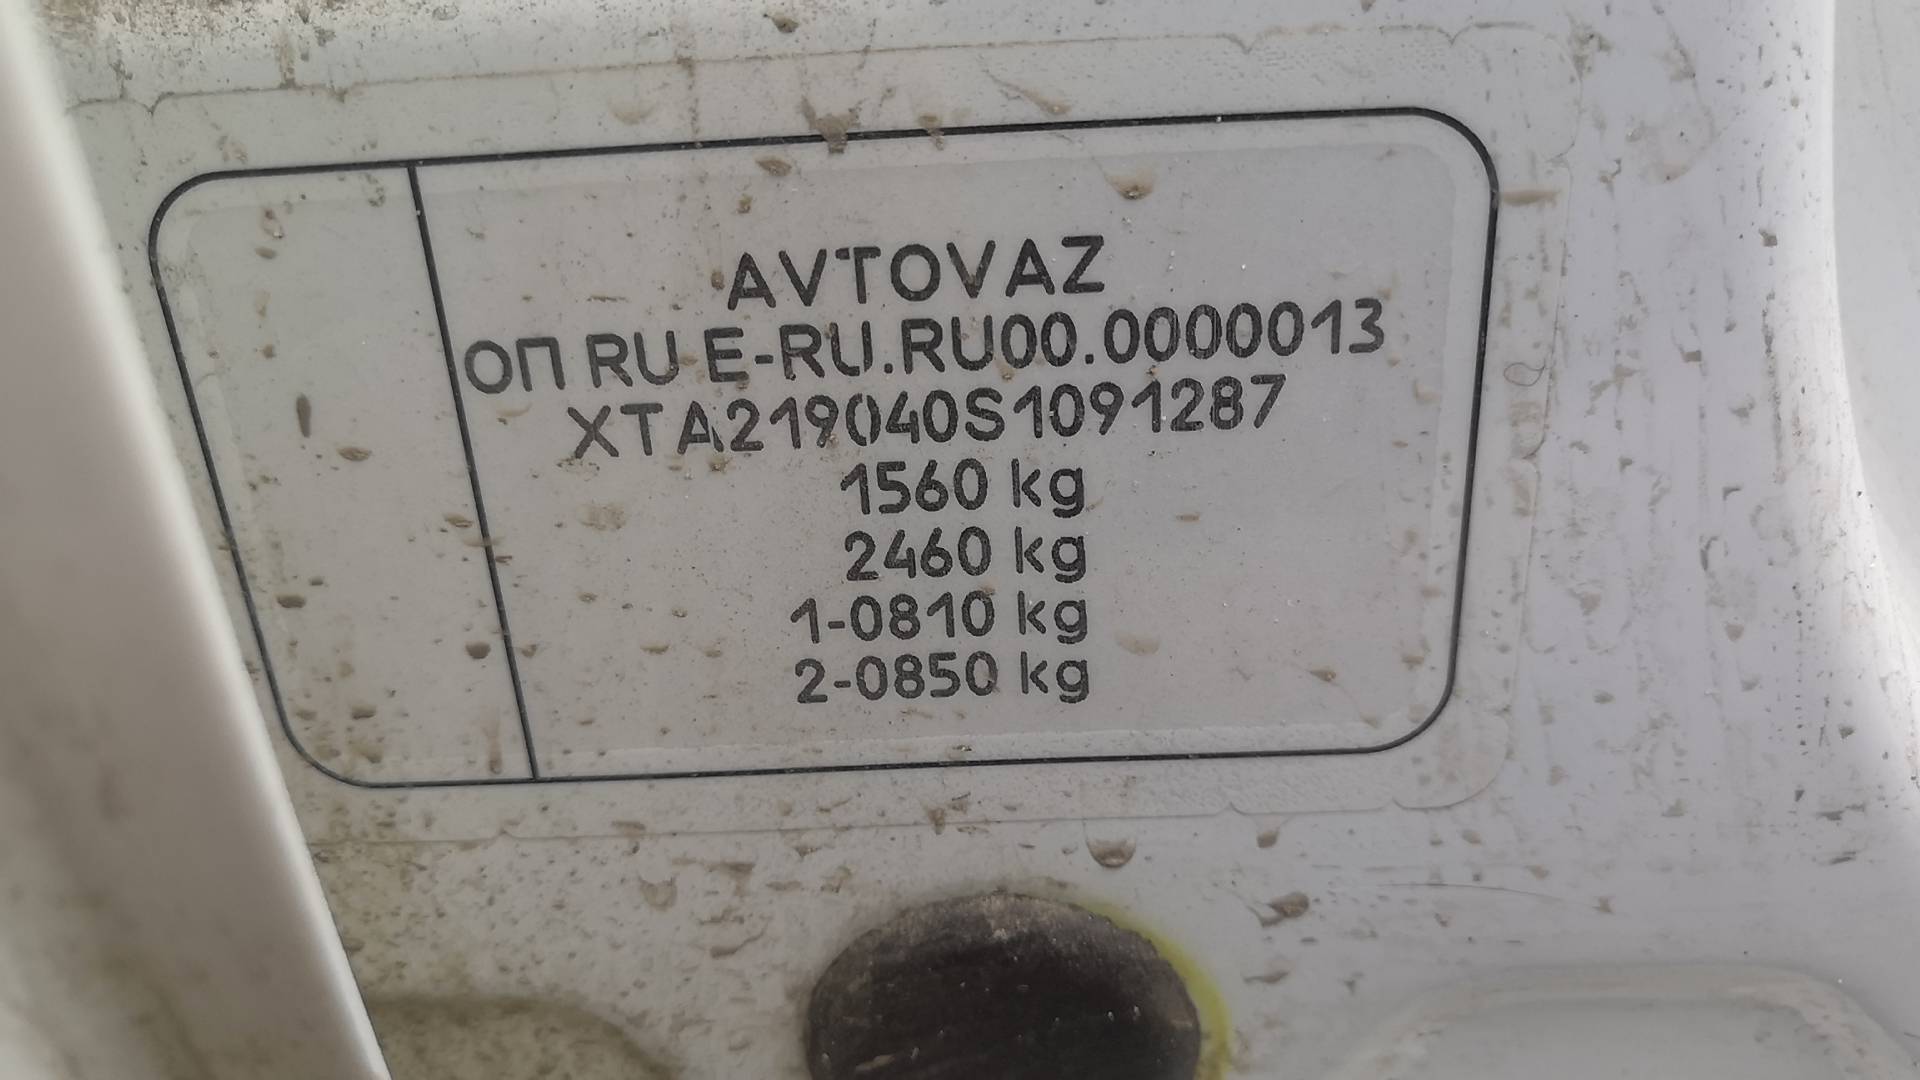 AVTOVAZ
ОП RU E-RU.RU00.0000013
XTA219040S1091287
1560 kg
2460 kg
1-0810 kg
2-0850 kg